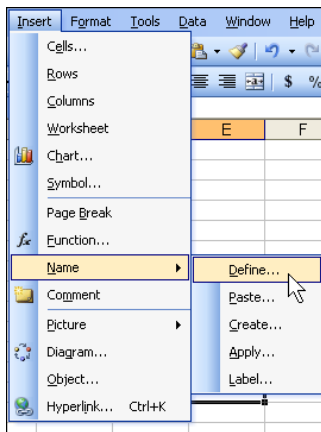 Insert Format Tools Data Window Help
Cells...
Rows
$ %
Columns
Worksheet
E F
Chart...
Symbol...
Page Break
fx Function...
Name
Define...
Comment
Paste...
Picture
Create...
Diagram...
Apply...
Object...
Label...
Hyperlink... Ctrl+K